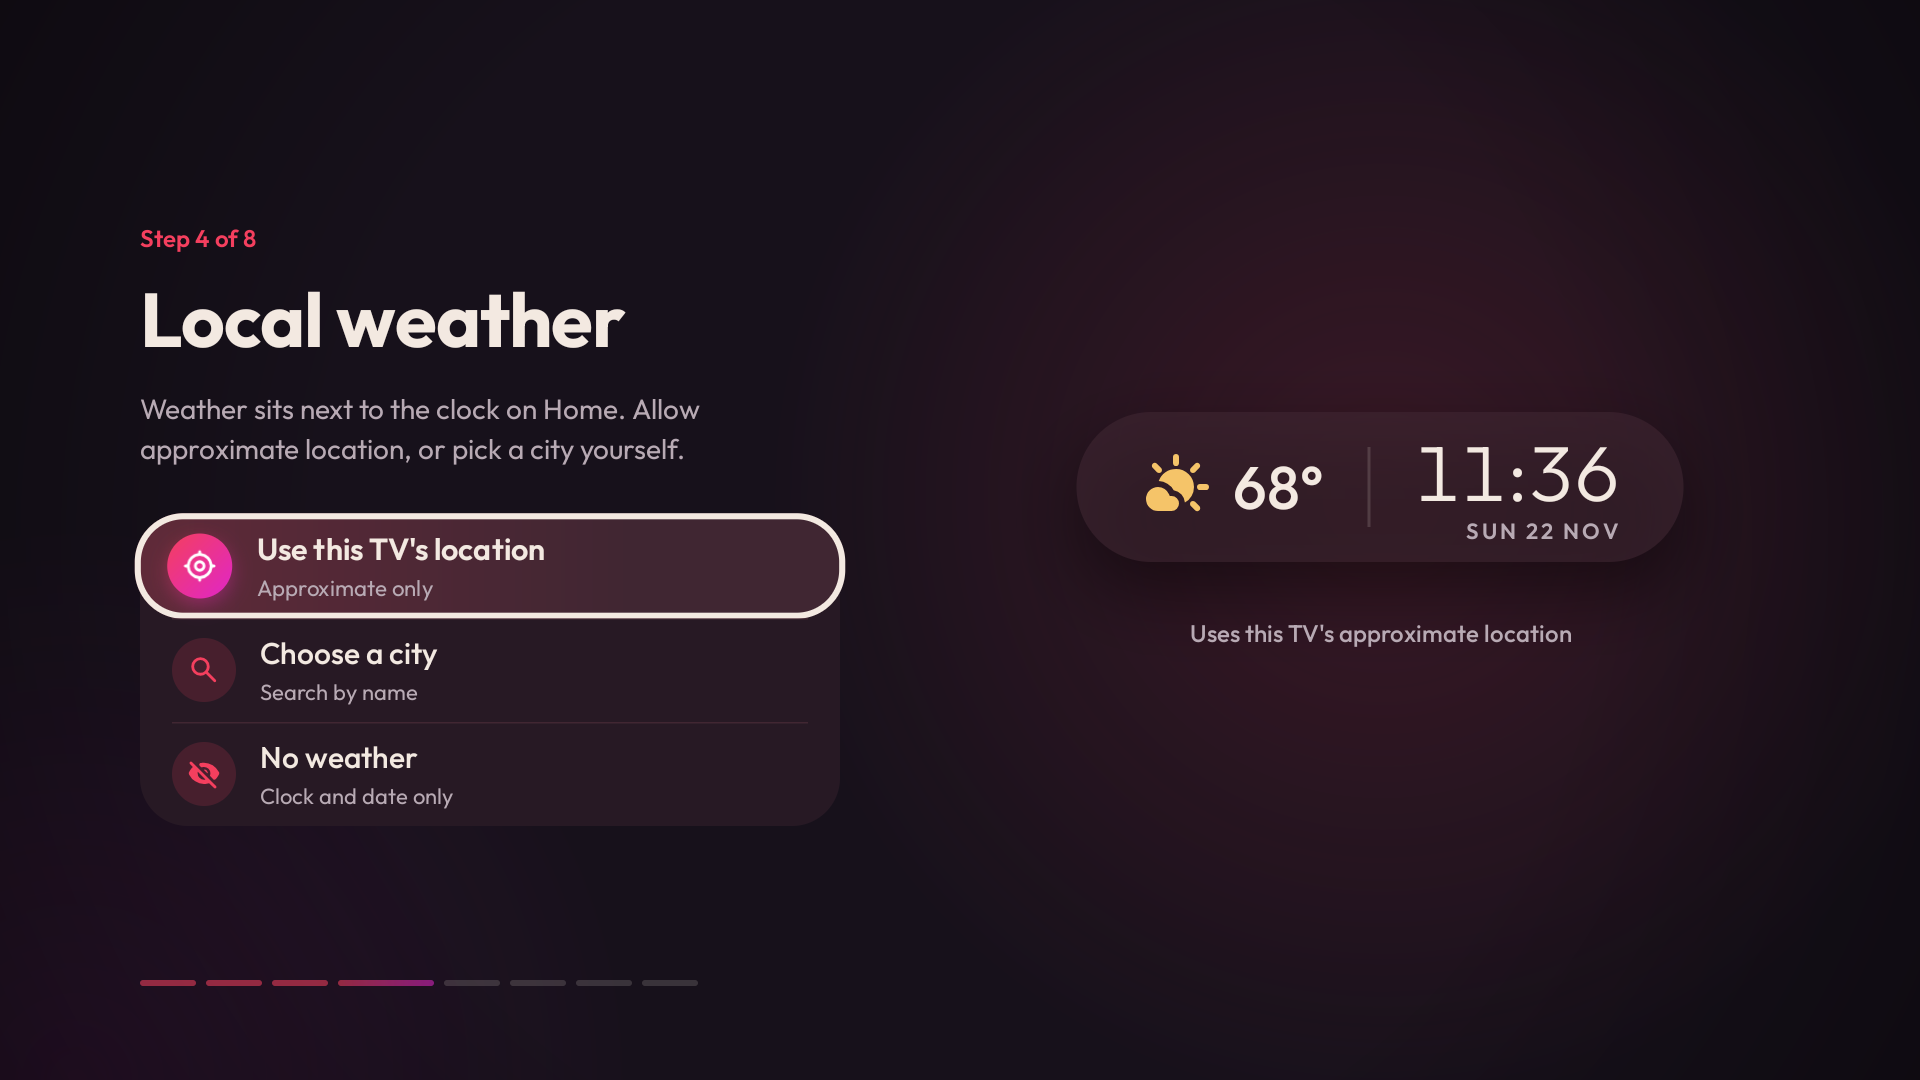 Step 4 of 8
Local weather
Weather sits next to the clock on Home. Allow
approximate location, or pick a city yourself.
Use this TV's location
Approximate only
Choose a city
Search by name
No weather
Clock and date only
68°
11:36
SUN 22 NOV
Uses this TV's approximate location